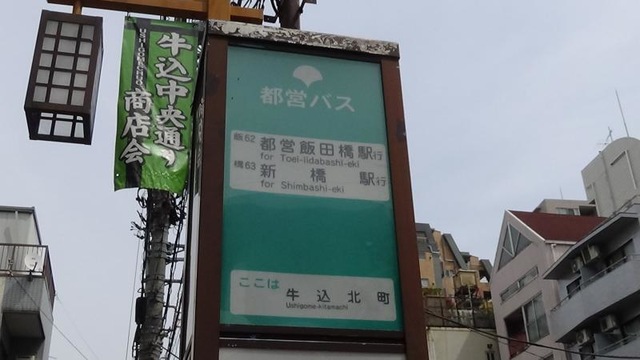 牛込中央通り
商店会
USHIGOME
都営バス
飯62 都営飯田橋駅行
for Toei-iidabashi-eki
橋63 新橋駅行
for Shimbashi-eki
ここは 牛込北町
Ushigome-kitamachi